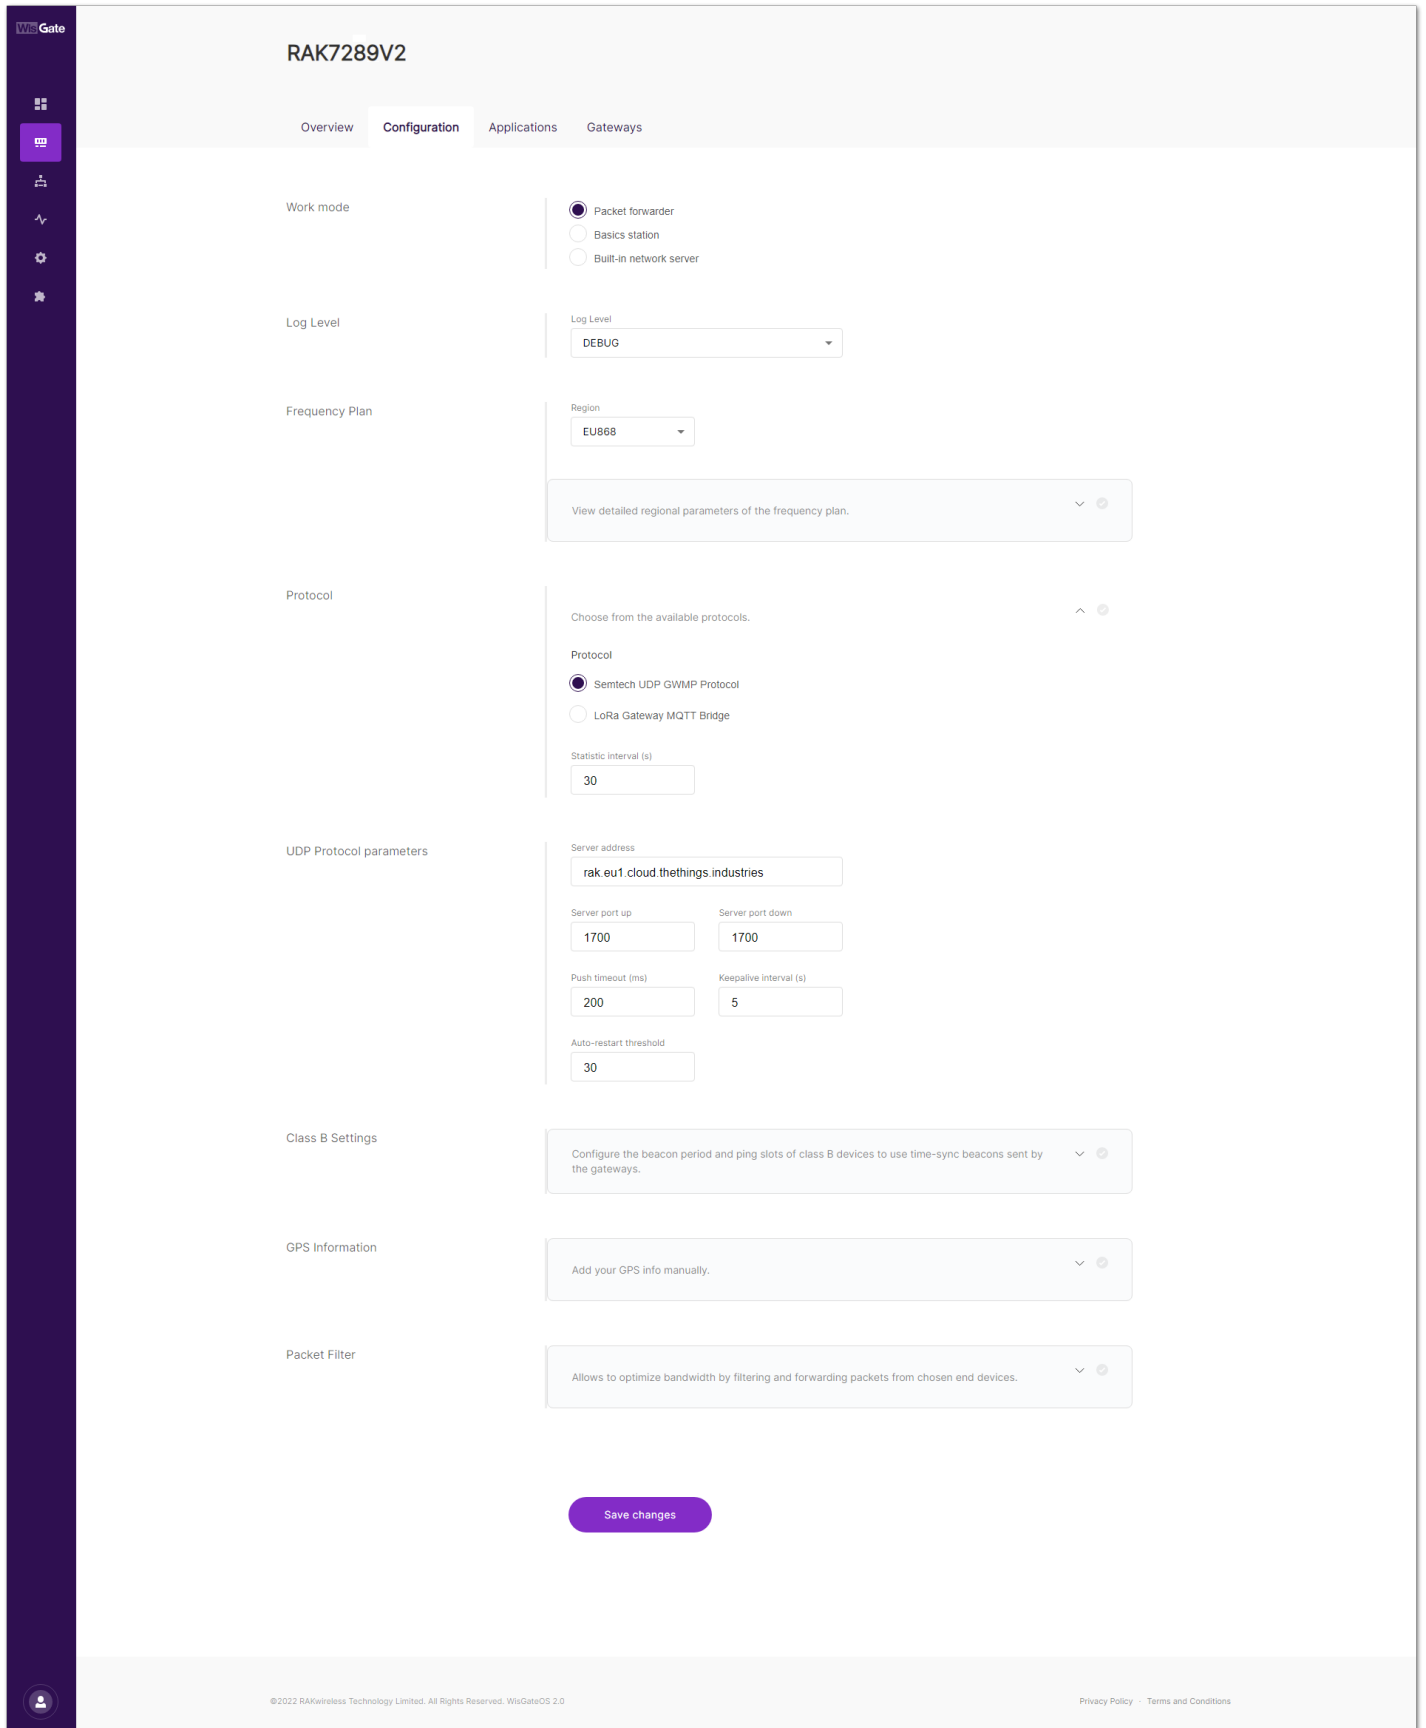 WisGate
RAK7289V2
Overview Configuration Applications Gateways
Work mode
Packet forwarder
Basics station
Built-in network server
Log Level
Log Level
DEBUG
Frequency Plan
Region
EU868
View detailed regional parameters of the frequency plan.
Protocol
Choose from the available protocols.
Protocol
Semtech UDP GWMP Protocol
LoRa Gateway MQTT Bridge
Statistic interval (s)
30
UDP Protocol parameters
Server address
rak.eu1.cloud.thethings.industries
Server port up Server port down
1700 1700
Push timeout (ms) Keepalive interval (s)
200 5
Auto-restart threshold
30
Class B Settings
Configure the beacon period and ping slots of class B devices to use time-sync beacons sent by
the gateways.
GPS Information
Add your GPS info manually.
Packet Filter
Allows to optimize bandwidth by filtering and forwarding packets from chosen end devices.
Save changes
©2022 RAKwireless Technology Limited. All Rights Reserved. WisGateOS 2.0
Privacy Policy · Terms and Conditions